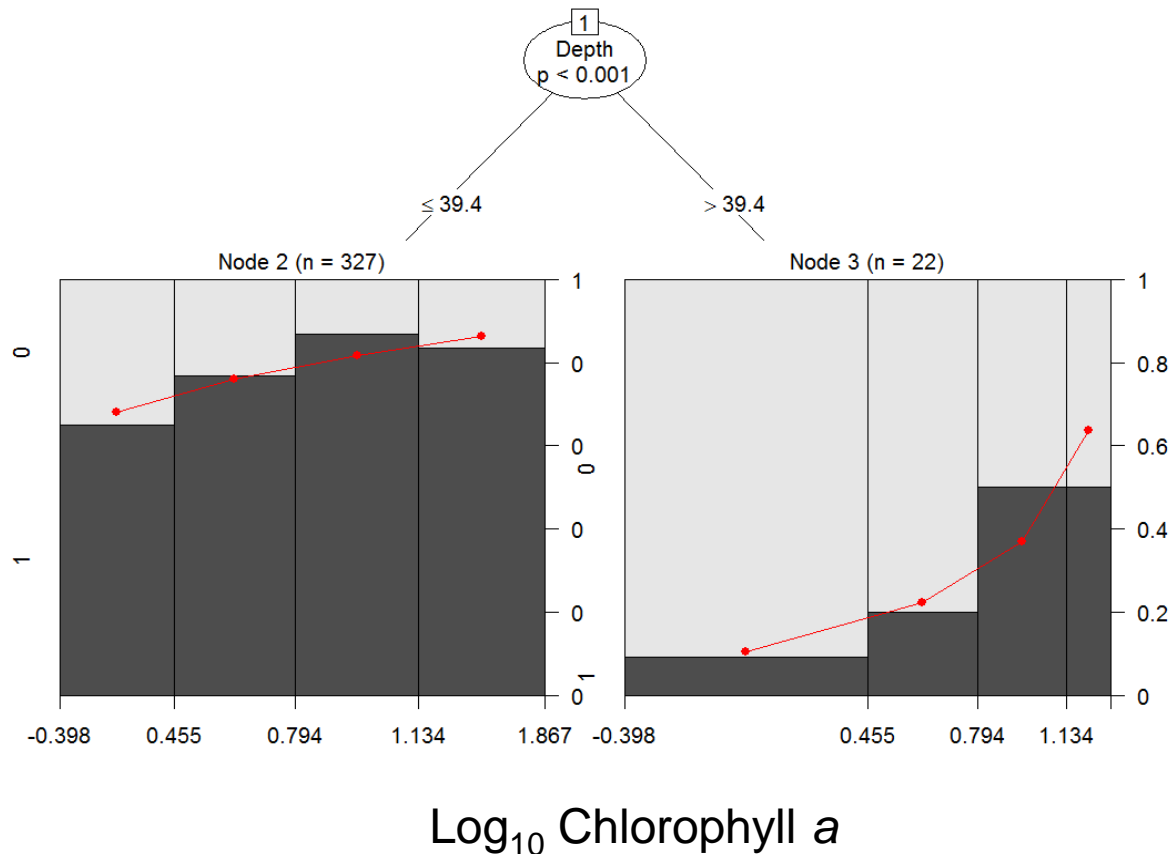 1
Depth
p < 0.001
≤ 39.4
> 39.4
Node 2 (n = 327)
Node 3 (n = 22)
0
1
1
0
0
0
0
0
0
1
1
0.8
0.6
0.4
0.2
0
-0.398 0.455 0.794 1.134 1.867
-0.398 0.455 0.794 1.134
Log10 Chlorophyll a